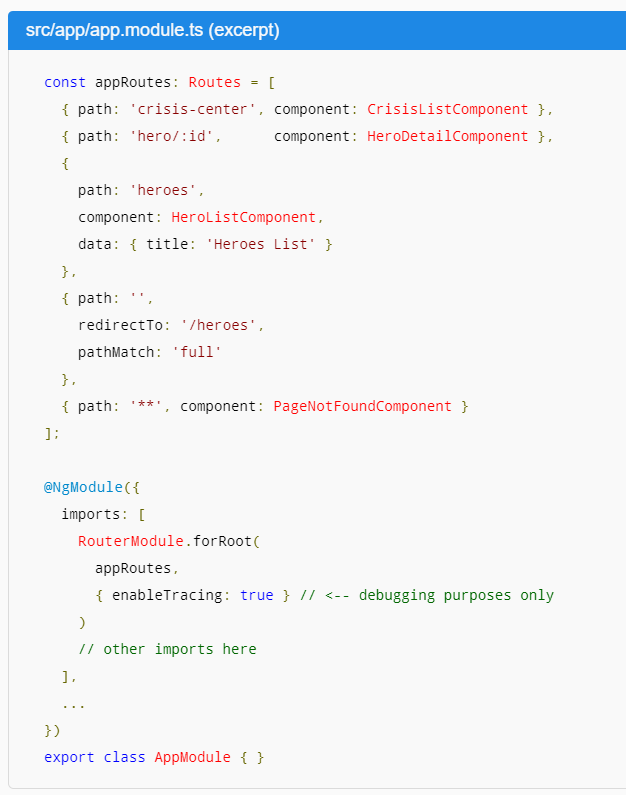 src/app/app.module.ts (excerpt)
const appRoutes: Routes = [
  { path: 'crisis-center', component: CrisisListComponent },
  { path: 'hero/:id',      component: HeroDetailComponent },
  {
    path: 'heroes',
    component: HeroListComponent,
    data: { title: 'Heroes List' }
  },
  { path: '',
    redirectTo: '/heroes',
    pathMatch: 'full'
  },
  { path: '**', component: PageNotFoundComponent }
];

@NgModule({
  imports: [
    RouterModule.forRoot(
      appRoutes,
      { enableTracing: true } // <-- debugging purposes only
    )
    // other imports here
  ],
  ...
})
export class AppModule { }